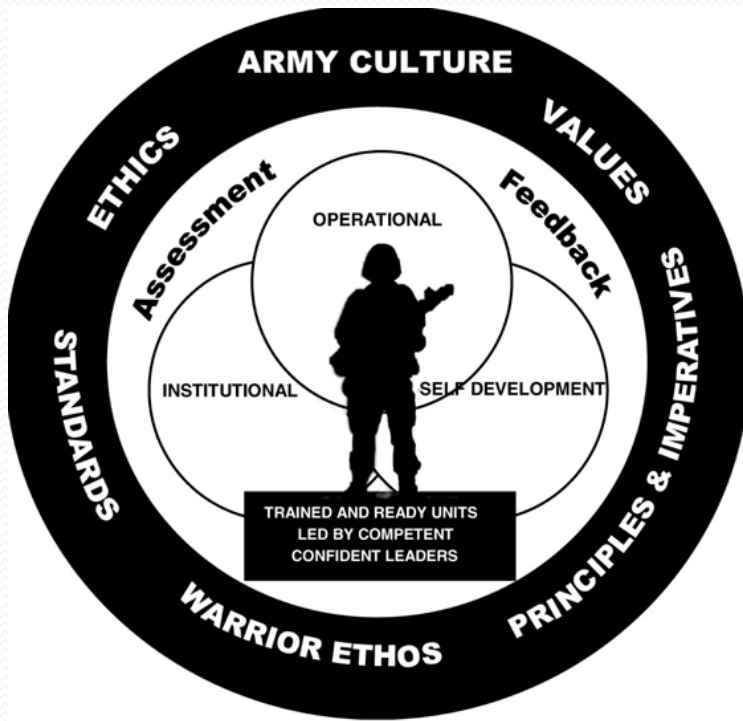 ARMY CULTURE
VALUES
PRINCIPLES & IMPERATIVES
WARRIOR ETHOS
STANDARDS
ETHICS
Assessment
Feedback
OPERATIONAL
INSTITUTIONAL
SELF DEVELOPMENT
TRAINED AND READY UNITS
LED BY COMPETENT
CONFIDENT LEADERS